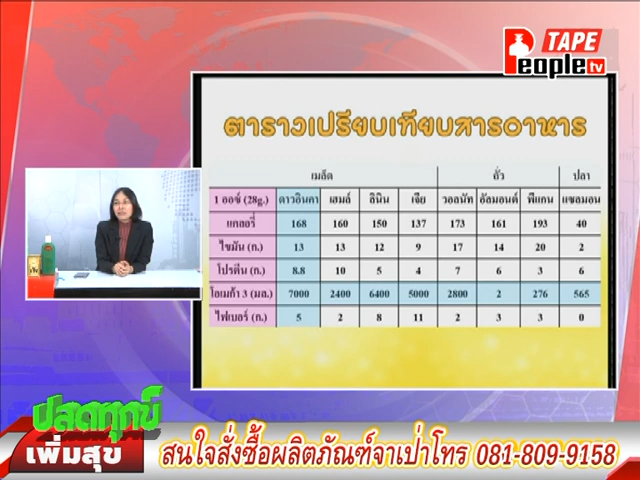 TAPE
People tv
ตารางเปรียบเทียบสารอาหาร
เมล็ด ถั่ว ปลา
1 ออซ์ (28g.) ดาวอินคา เฮมล์ ลินิน เจีย วอลนัท อัลมอนด์ พีแกน แซลมอน
แกลอรี่ 168 160 150 137 173 161 193 40
ไขมัน (ก.) 13 13 12 9 17 14 20 2
โปรตีน (ก.) 8.8 10 5 4 7 6 3 6
โอเมก้า 3 (มล.) 7000 2400 6400 5000 2800 2 276 565
ไฟเบอร์ (ก.) 5 2 8 11 2 3 3 0
ปลดทุกข์
เพิ่มสุข
สนใจสั่งซื้อผลิตภัณฑ์จาเป่าโทร 081-809-9158